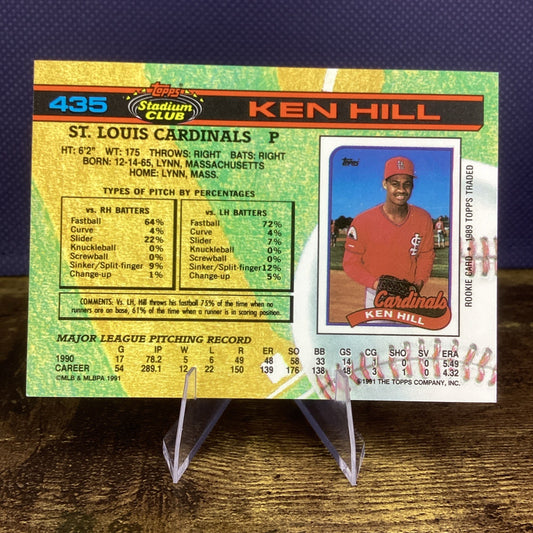 435 Topps Stadium CLUB KEN HILL
ST. LOUIS CARDINALS P
HT: 6'2" WT: 175 THROWS: RIGHT BATS: RIGHT
BORN: 12-14-65, LYNN, MASSACHUSETTS
HOME: LYNN, MASS.
TYPES OF PITCH BY PERCENTAGES
vs. RH BATTERS
Fastball 64%
Curve 4%
Slider 22%
Knuckleball 0%
Screwball 0%
Sinker/Split-finger 9%
Change-up 1%
vs. LH BATTERS
Fastball 72%
Curve 4%
Slider 7%
Knuckleball 0%
Screwball 0%
Sinker/Split-finger 12%
Change-up 5%
COMMENTS: Vs. LH, Hill throws his fastball 75% of the time when no
runners are on base, 61% of the time when a runner is in scoring position.
MAJOR LEAGUE PITCHING RECORD
G IP W L R ER SO BB GS CG SHO SV ERA
1990 17 78.2 5 6 49 48 58 33 14 1 0 0 5.49
CAREER 54 289.1 12 22 150 139 176 138 48 3 1 0 4.32
©MLB & MLBPA 1991
©1991 THE TOPPS COMPANY, INC.
Topps
Cardinals
KEN HILL
ROOKIE CARD • 1989 TOPPS TRADED